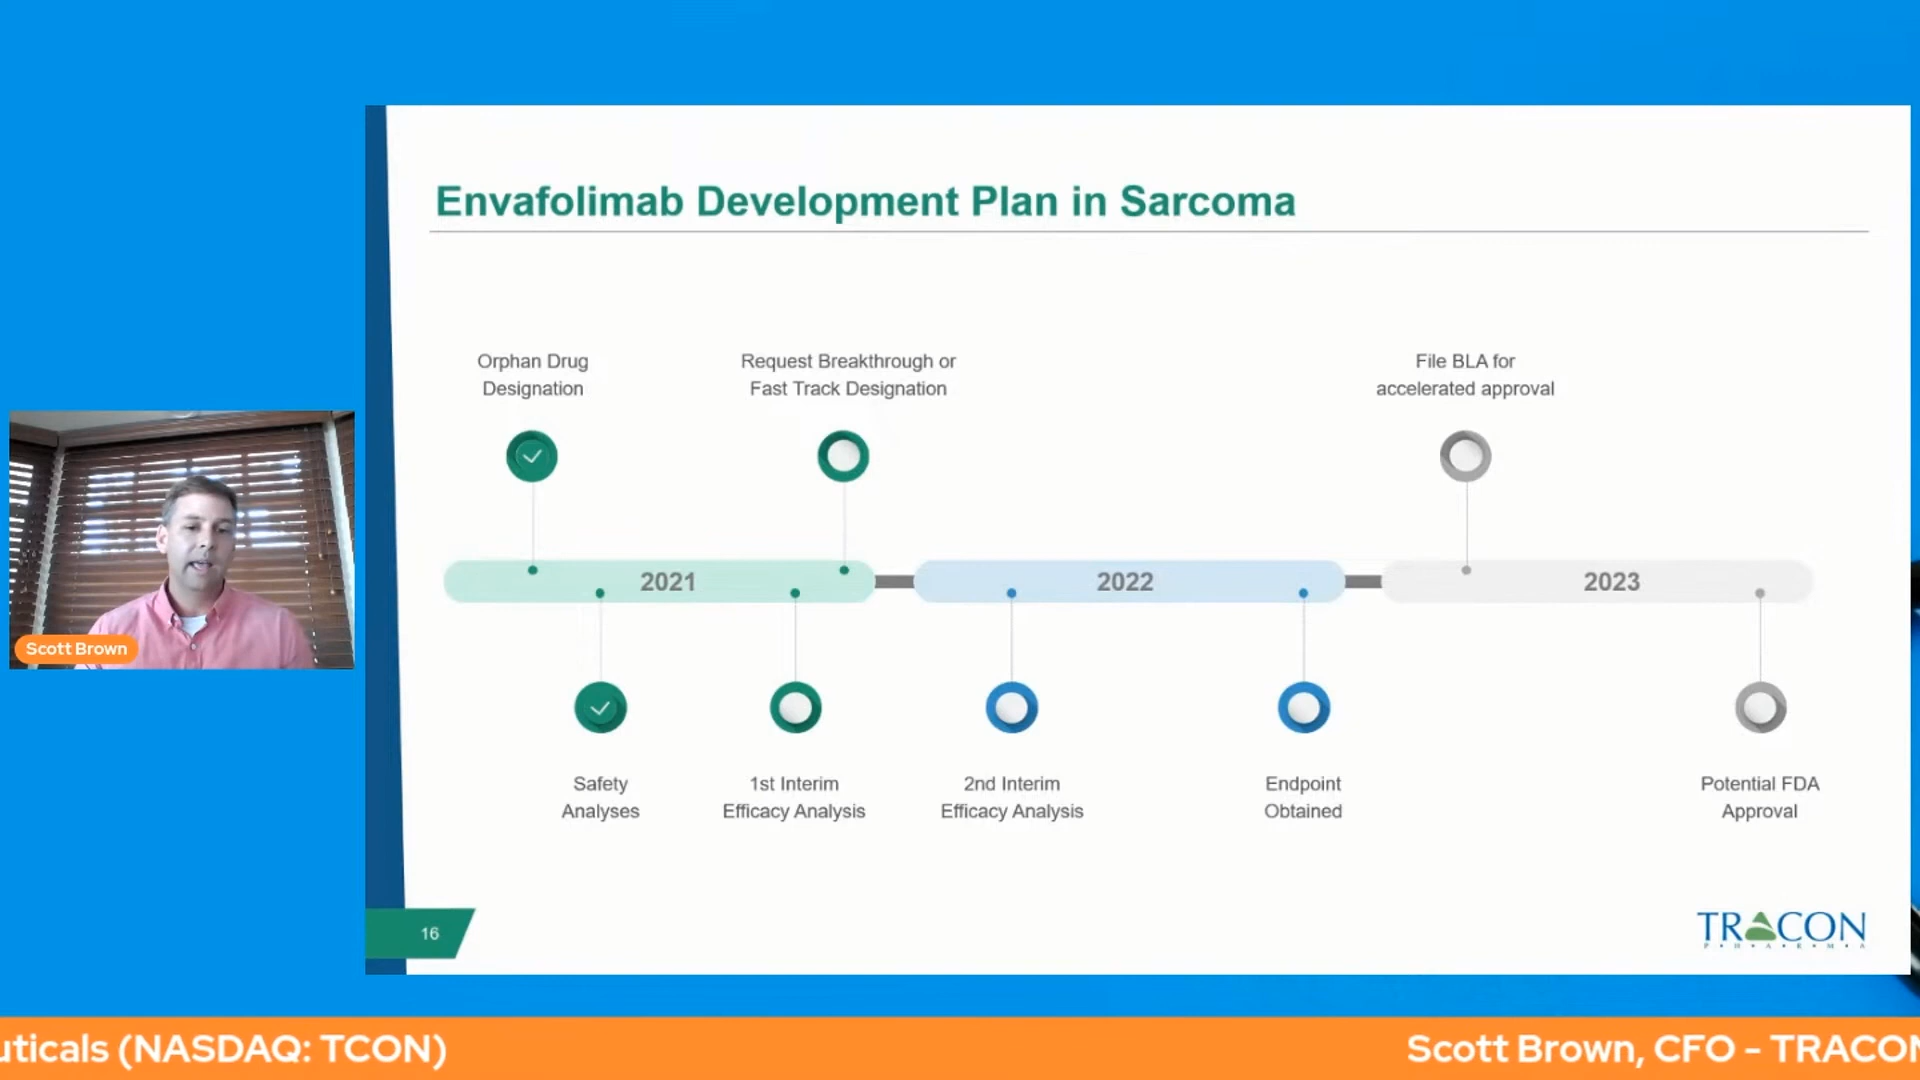 Envafolimab Development Plan in Sarcoma
Orphan Drug
Designation
Request Breakthrough or
Fast Track Designation
File BLA for
accelerated approval
2021
2022
2023
Scott Brown
Safety
Analyses
1st Interim
Efficacy Analysis
2nd Interim
Efficacy Analysis
Endpoint
Obtained
Potential FDA
Approval
16
TRACON
P·H·A·R·M·A
uticals (NASDAQ: TCON)
Scott Brown, CFO - TRACON